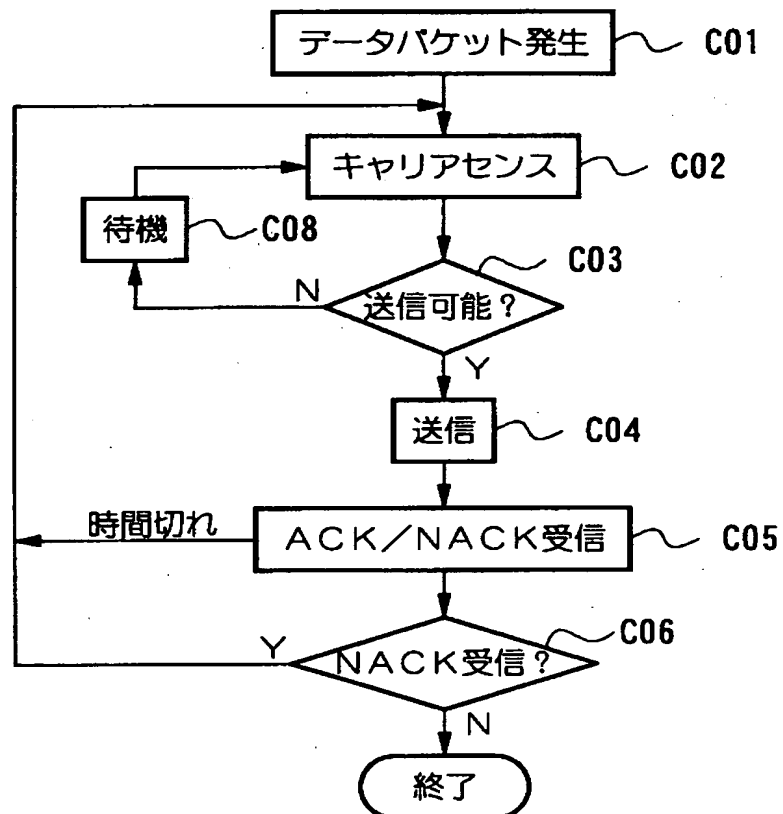 データパケット発生 C01
キャリアセンス C02
待機 C08
送信可能? C03
N
Y
送信 C04
時間切れ
ACK/NACK受信 C05
NACK受信? C06
Y
N
終了